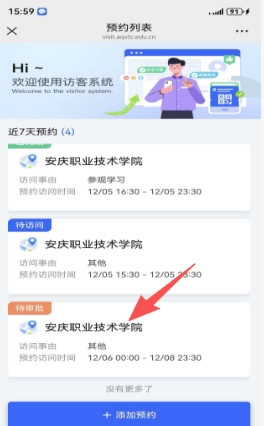 15:59
91
预约列表
visit.aqvtc.edu.cn
Hi ~
欢迎使用访客系统
Welcome to the visitor system.
近7天预约 (4)
安庆职业技术学院
访问事由 参观学习
预约访问时间 12/05 16:30 - 12/05 23:30
待访问
安庆职业技术学院
访问事由 其他
预约访问时间 12/05 15:30 - 12/05 23:30
待审批
安庆职业技术学院
访问事由 其他
预约访问时间 12/06 00:00 - 12/08 23:30
没有更多了
+ 添加预约